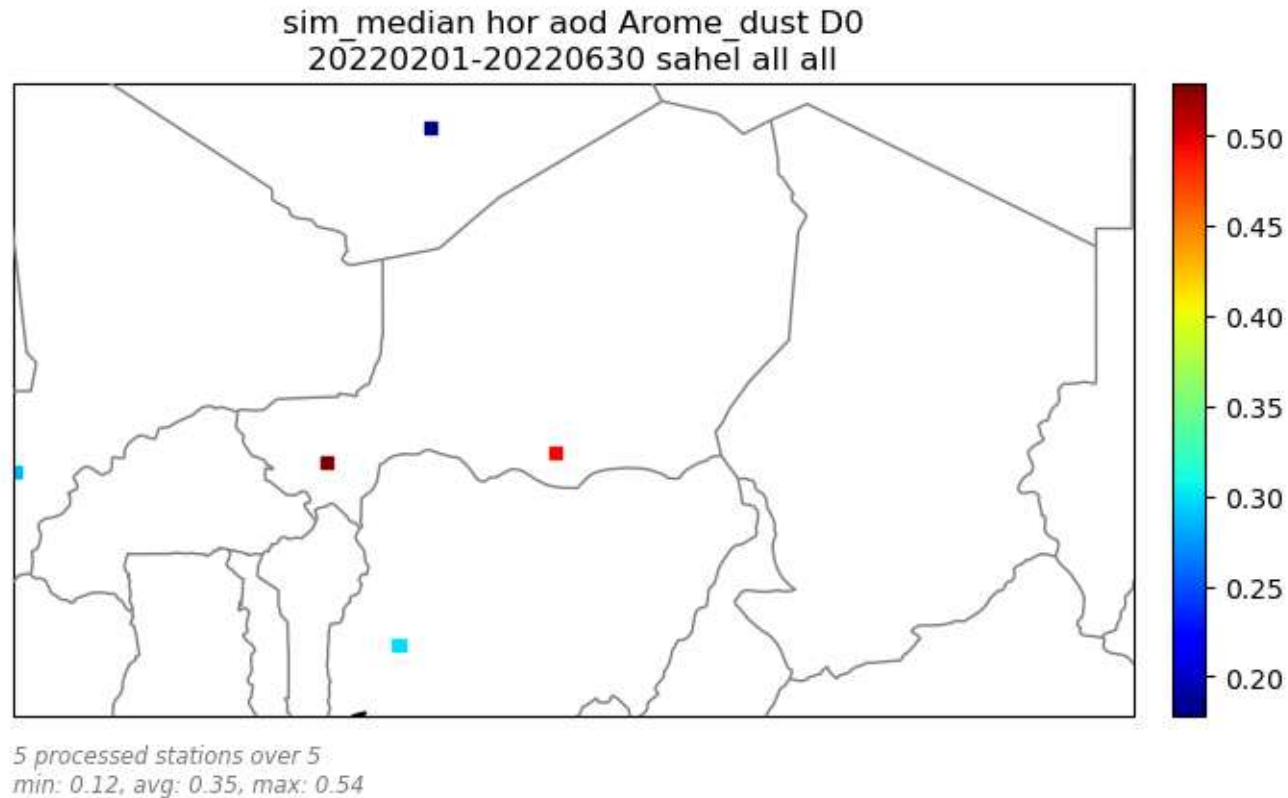 sim_median hor aod Arome_dust D0
20220201-20220630 sahel all all
0.50
0.45
0.40
0.35
0.30
0.25
0.20
5 processed stations over 5
min: 0.12, avg: 0.35, max: 0.54